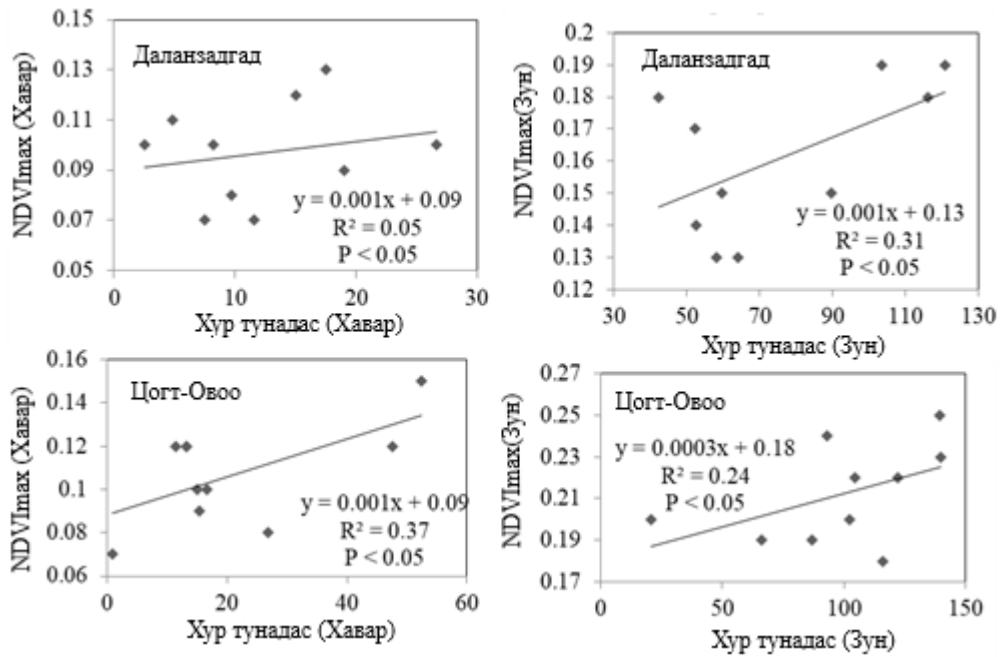 0.15
0.13
0.11
0.09
0.07
0.05
NDVImax (Хавар)
Даланзадгад
y = 0.001x + 0.09
R² = 0.05
P < 0.05
0
10
20
30
Хур тунадас (Хавар)
0.2
0.19
0.18
0.17
0.16
0.15
0.14
0.13
0.12
NDVImax(Зун)
Даланзадгад
y = 0.001x + 0.13
R² = 0.31
P < 0.05
30
50
70
90
110
130
Хур тунадас (Зун)
0.16
0.14
0.12
0.1
0.08
0.06
NDVImax (Хавар)
Цогт-Овоо
y = 0.001x + 0.09
R² = 0.37
P < 0.05
0
20
40
60
Хур тунадас (Хавар)
0.27
0.25
0.23
0.21
0.19
0.17
NDVImax(Зун)
Цогт-Овоо
y = 0.0003x + 0.18
R² = 0.24
P < 0.05
0
50
100
150
Хур тунадас (Зун)